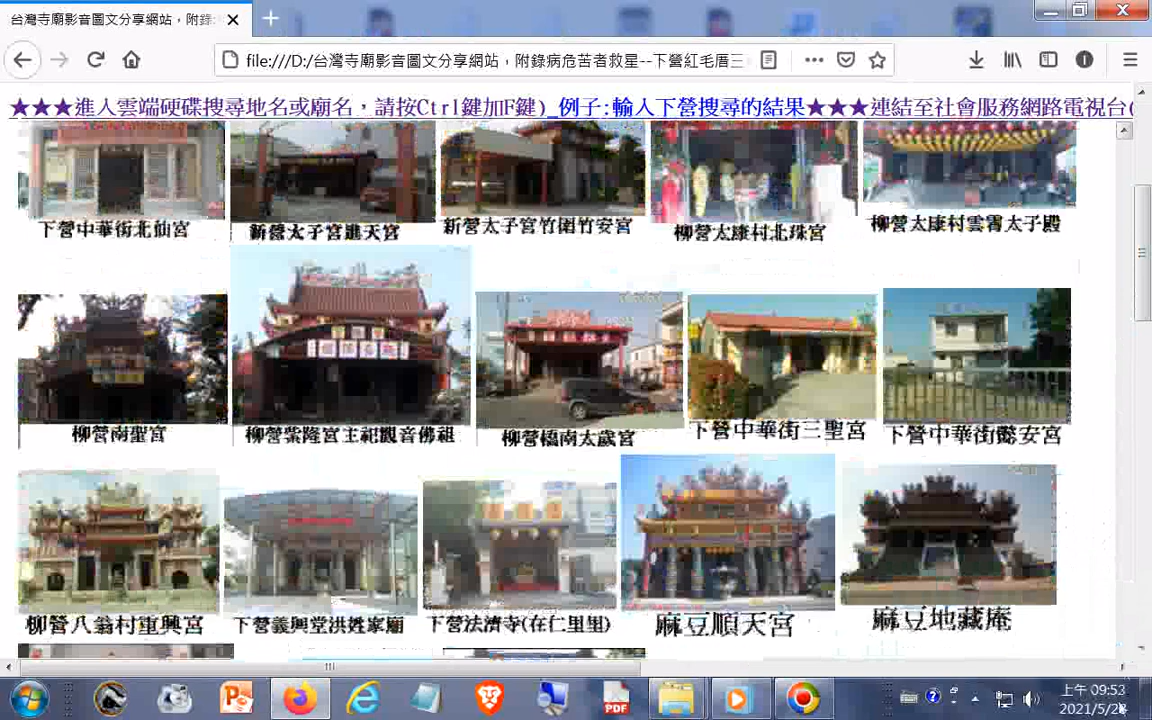 台灣寺廟影音圖文分享網站，附錄
file:///D:/台灣寺廟影音圖文分享網站，附錄病危苦者救星--下營紅毛厝三
★★★進入雲端硬碟搜尋地名或廟名，請按Ctrl鍵加F鍵)_例子:輸入下營搜尋的結果★★★連結至社會服務網路電視台(
下營中華街北仙宮
新營太子宮進天宮
新營太子宮竹圍竹安宮
柳營太康村北珠宮
柳營太康村雲霄太子殿
柳營南聖宮
柳營紫隆宮主祀觀音佛祖
柳營橋南太歲宮
下營中華街三聖宮
下營中華街懿安宮
柳營八翁村重興宮
下營義興堂洪姓家廟
下營法濟寺(在仁里里)
麻豆順天宮
麻豆地藏庵
PDF
上午 09:53
2021/5/28